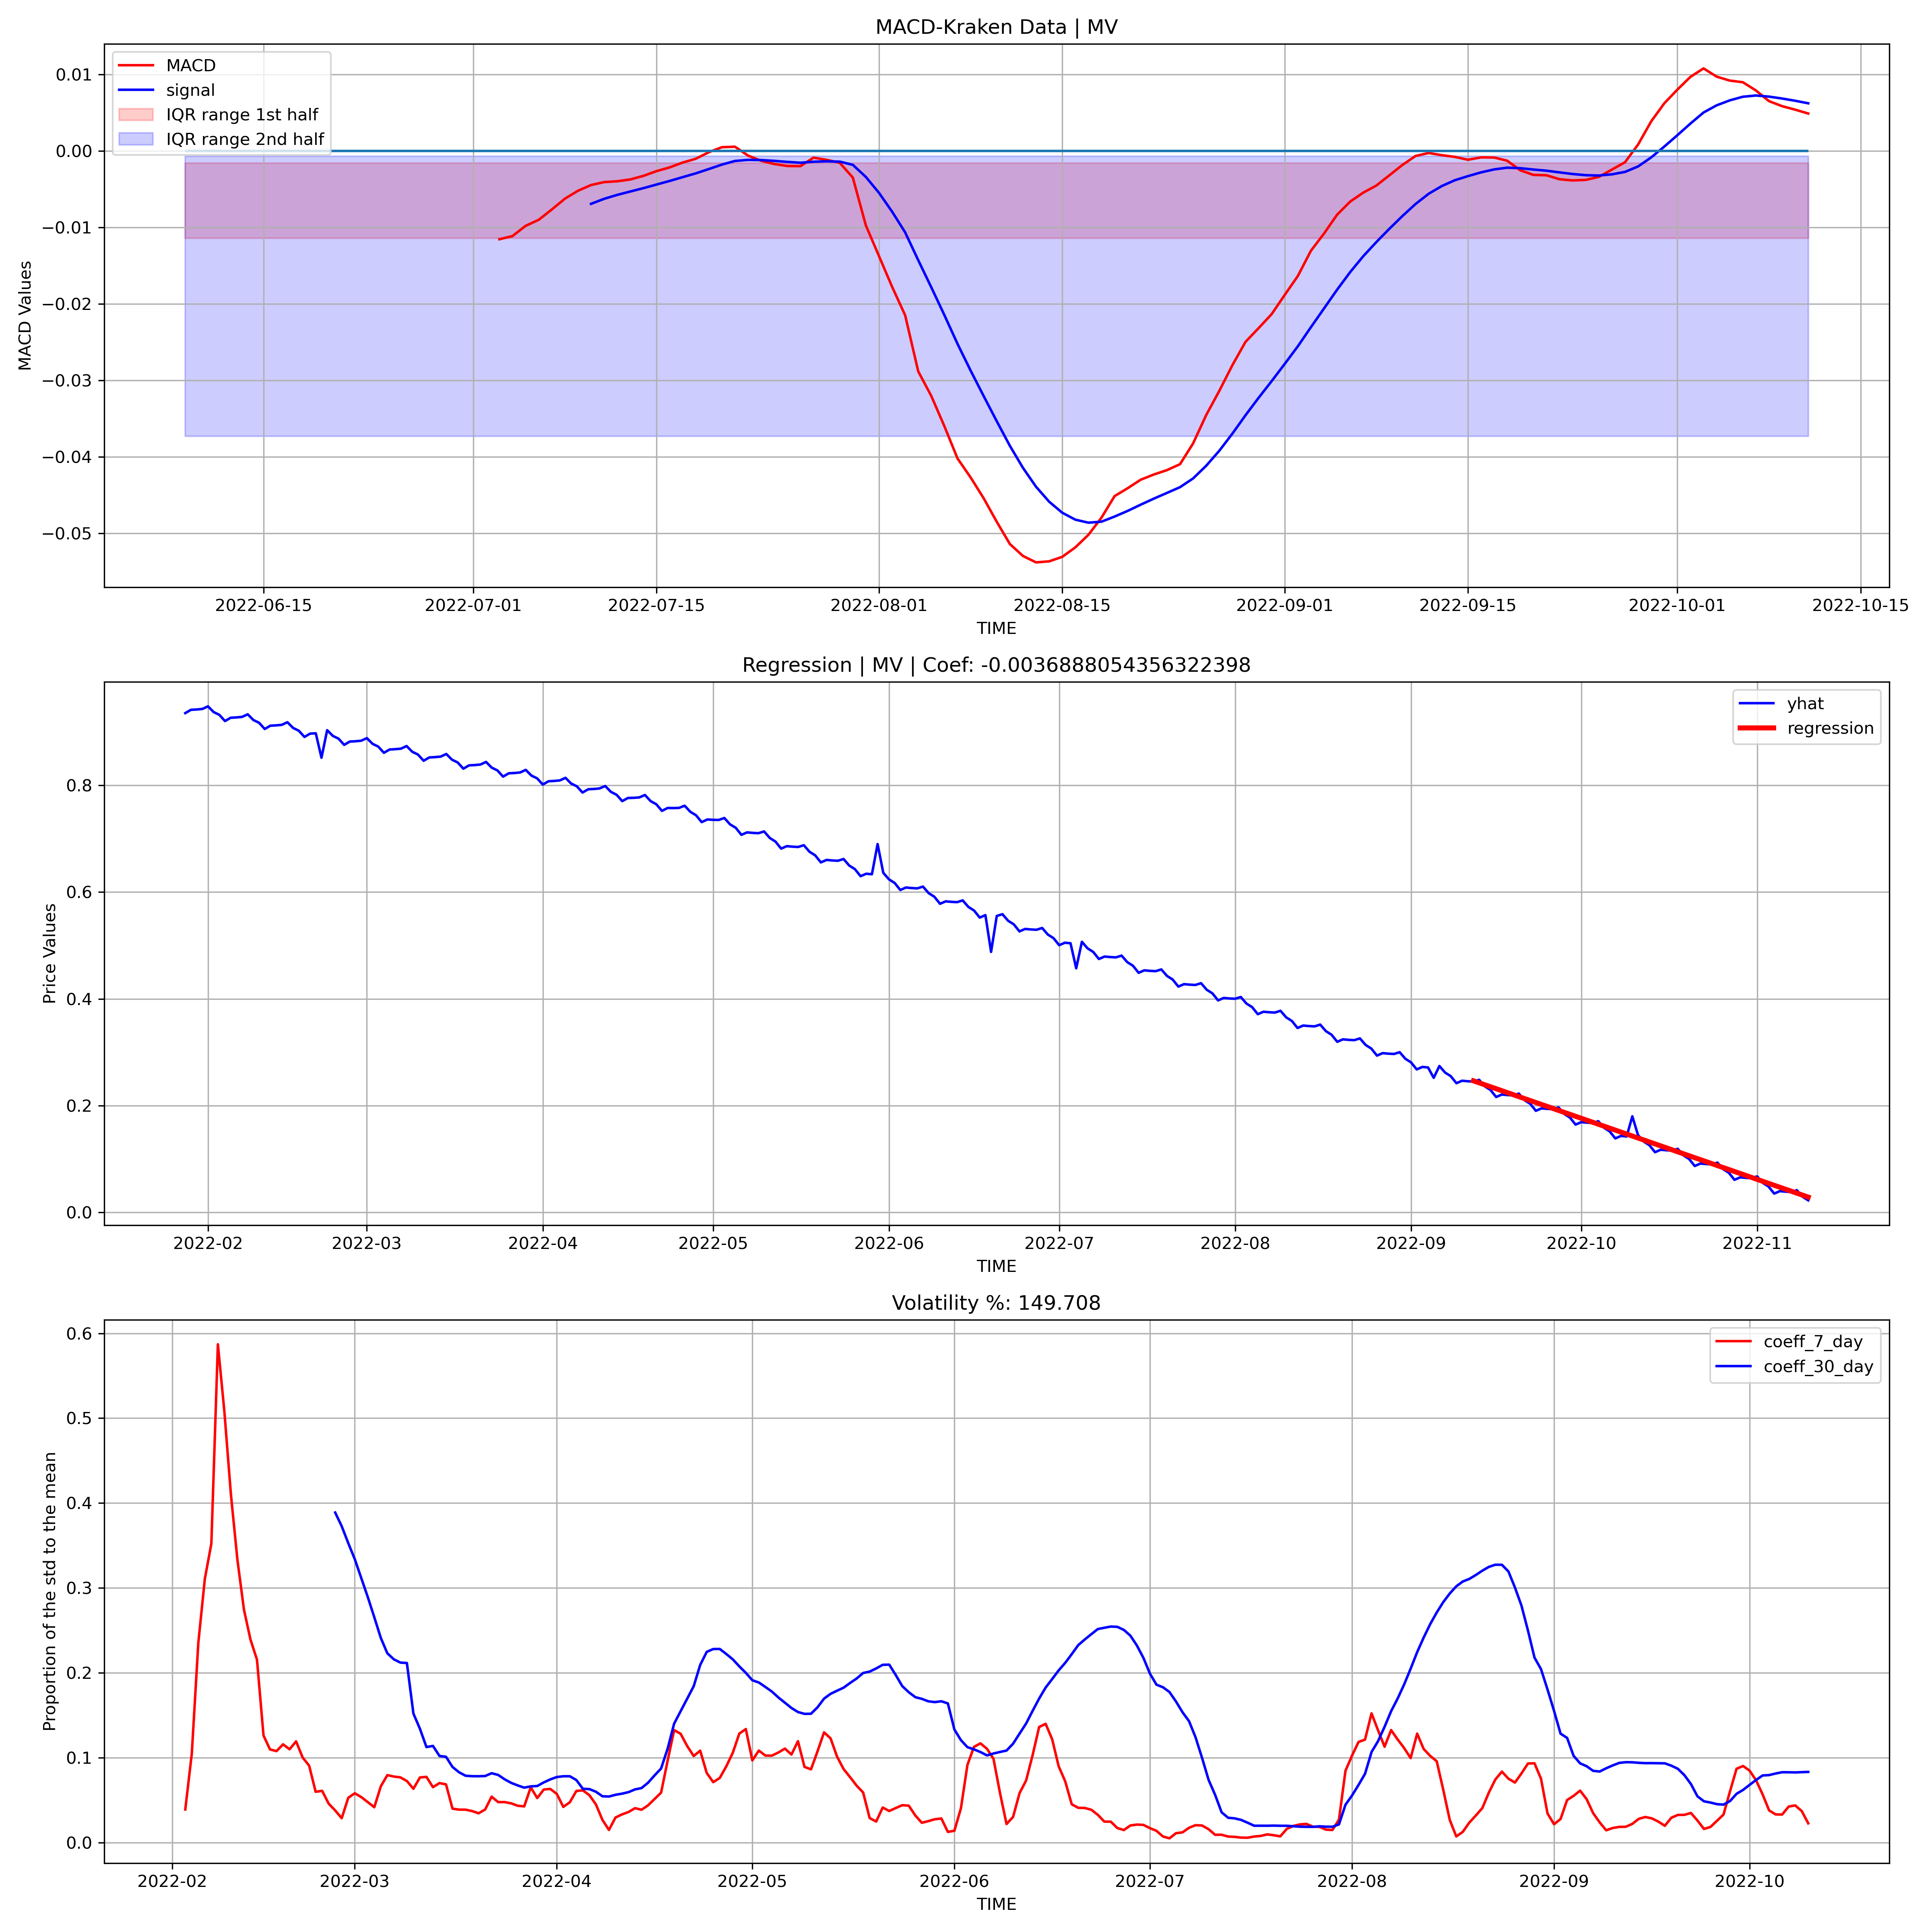 MACD-Kraken Data | MV
MACD
signal
IQR range 1st half
IQR range 2nd half
MACD Values
0.01
0.00
−0.01
−0.02
−0.03
−0.04
−0.05
2022-06-15 2022-07-01 2022-07-15 2022-08-01 2022-08-15 2022-09-01 2022-09-15 2022-10-01 2022-10-15
TIME
Regression | MV | Coef: -0.0036888054356322398
yhat
regression
Price Values
0.8
0.6
0.4
0.2
0.0
2022-02 2022-03 2022-04 2022-05 2022-06 2022-07 2022-08 2022-09 2022-10 2022-11
TIME
Volatility %: 149.708
coeff_7_day
coeff_30_day
Proportion of the std to the mean
0.6
0.5
0.4
0.3
0.2
0.1
0.0
2022-02 2022-03 2022-04 2022-05 2022-06 2022-07 2022-08 2022-09 2022-10
TIME